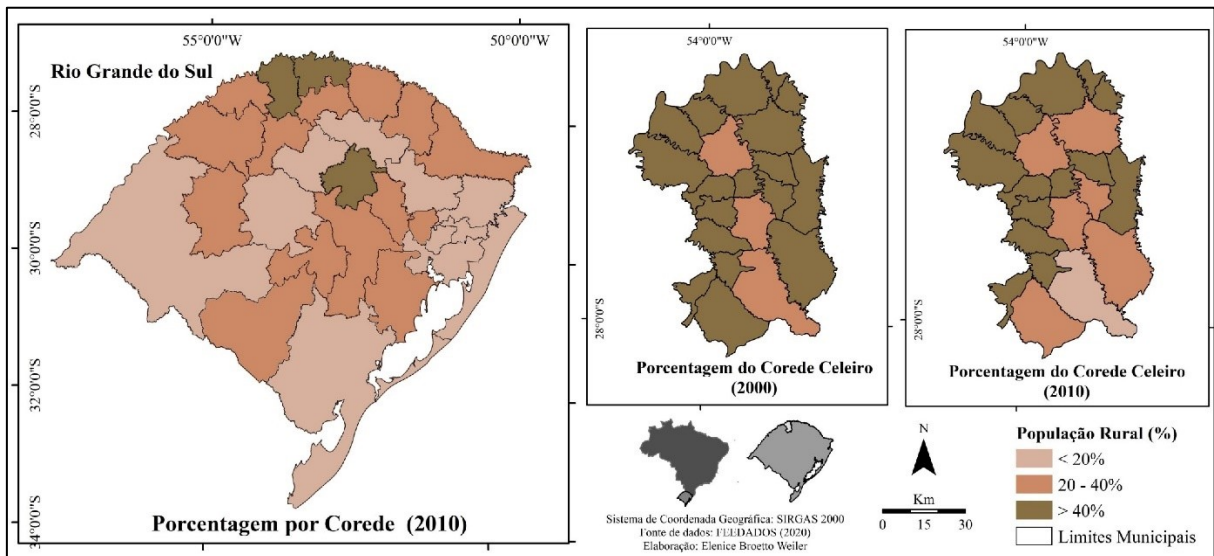 55°0'0"W
50°0'0"W
Rio Grande do Sul
28°0'0"S
30°0'0"S
32°0'0"S
34°0'0"S
Porcentagem por Corede (2010)
54°0'0"W
28°0'0"S
Porcentagem do Corede Celeiro
(2000)
54°0'0"W
28°0'0"S
Porcentagem do Corede Celeiro
(2010)
Sistema de Coordenada Geográfica: SIRGAS 2000
Fonte de dados: FEEDADOS (2020)
Elaboração: Elenice Broetto Weiler
N
Km
0 15 30
População Rural (%)
< 20%
20 - 40%
> 40%
Limites Municipais